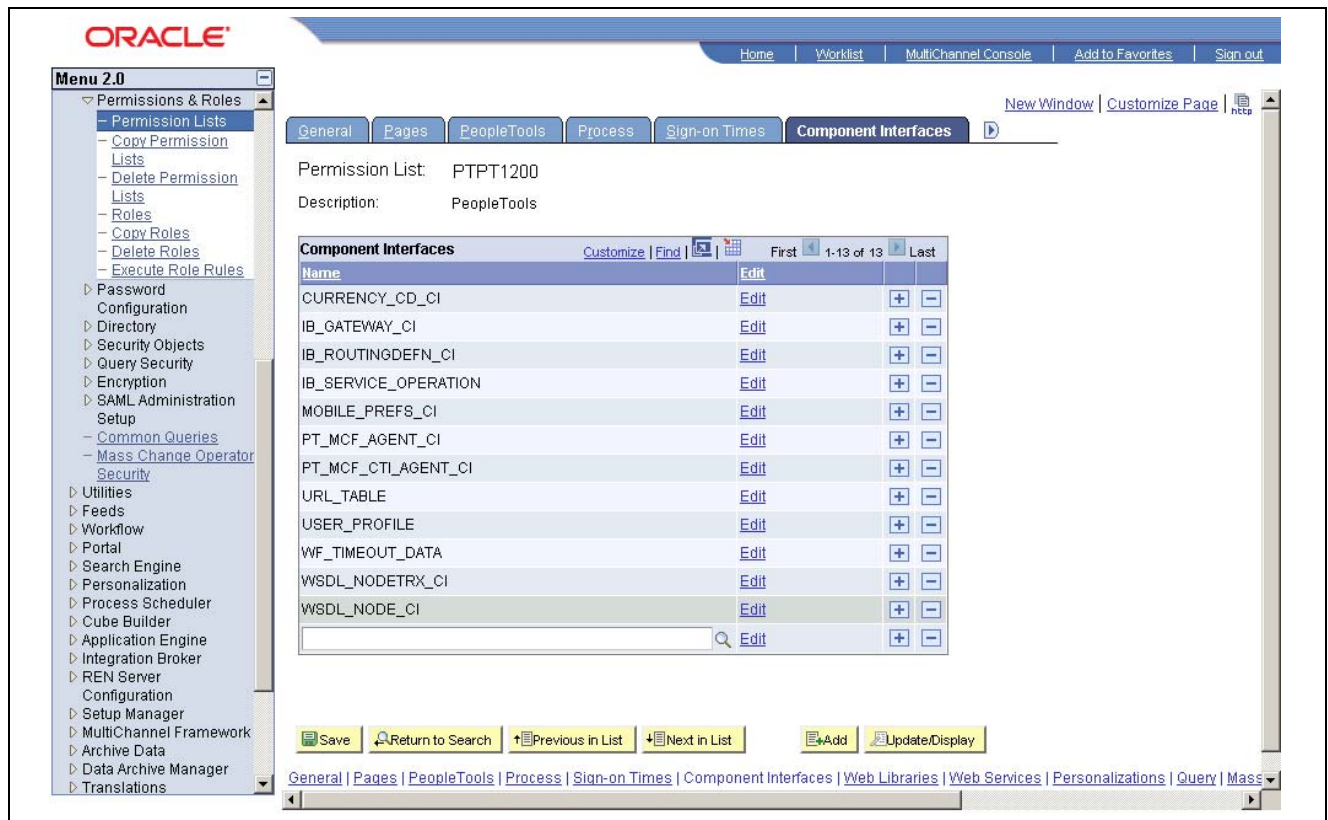 ORACLE'
Home | Worklist | MultiChannel Console | Add to Favorites | Sign out
Menu 2.0
Permissions & Roles
– Permission Lists
– Copy Permission
Lists
– Delete Permission
Lists
– Roles
– Copy Roles
– Delete Roles
– Execute Role Rules
Password
Configuration
Directory
Security Objects
Query Security
Encryption
SAML Administration
Setup
– Common Queries
– Mass Change Operator
Security
Utilities
Feeds
Workflow
Portal
Search Engine
Personalization
Process Scheduler
Cube Builder
Application Engine
Integration Broker
REN Server
Configuration
Setup Manager
MultiChannel Framework
Archive Data
Data Archive Manager
Translations
New Window | Customize Page | http
General Pages PeopleTools Process Sign-on Times Component Interfaces
Permission List: PTPT1200
Description: PeopleTools
Component Interfaces Customize | Find | First 1-13 of 13 Last
Name Edit
CURRENCY_CD_CI Edit
IB_GATEWAY_CI Edit
IB_ROUTINGDEFN_CI Edit
IB_SERVICE_OPERATION Edit
MOBILE_PREFS_CI Edit
PT_MCF_AGENT_CI Edit
PT_MCF_CTI_AGENT_CI Edit
URL_TABLE Edit
USER_PROFILE Edit
WF_TIMEOUT_DATA Edit
WSDL_NODETRX_CI Edit
WSDL_NODE_CI Edit
Edit
Save Return to Search Previous in List Next in List Add Update/Display
General | Pages | PeopleTools | Process | Sign-on Times | Component Interfaces | Web Libraries | Web Services | Personalizations | Query | Mass